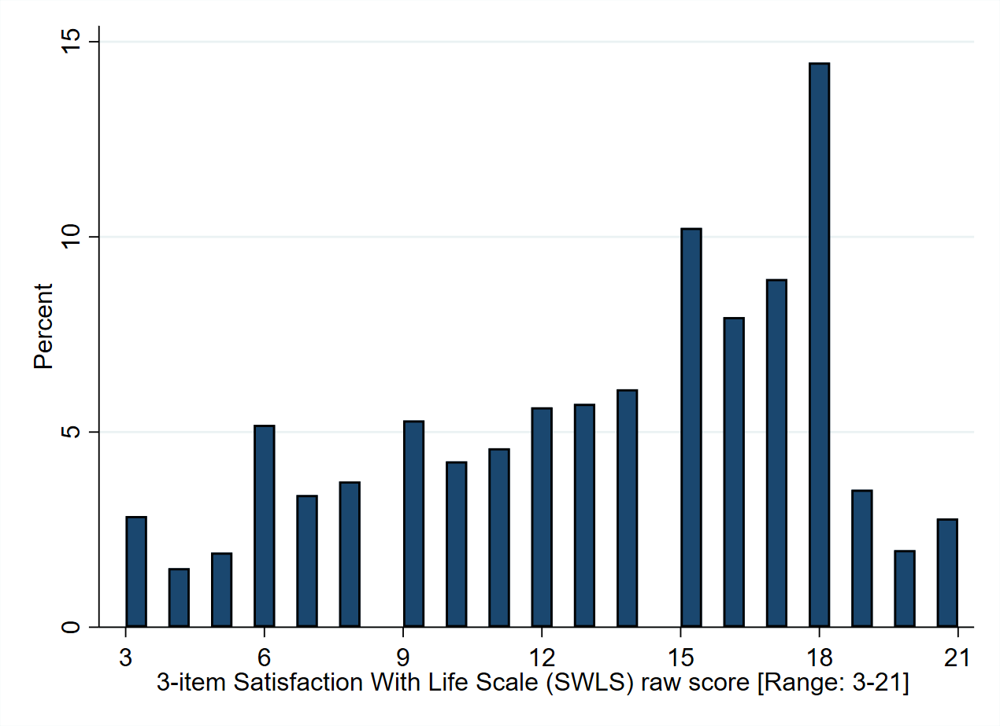 15
10
5
0
Percent
3 6 9 12 15 18 21
3-item Satisfaction With Life Scale (SWLS) raw score [Range: 3-21]